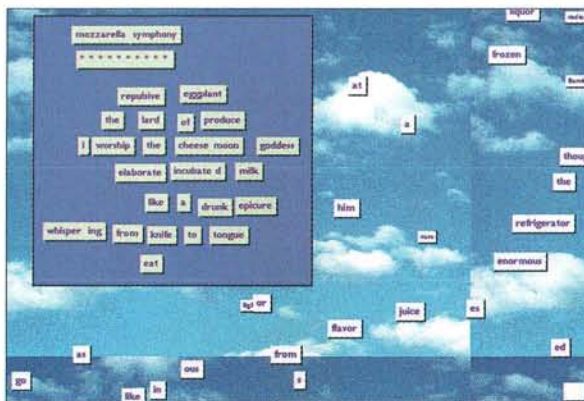 mezzarella symphony
* * * * * * * * * *
repulsive eggplant
the lard of produce
I worship the cheese moon goddess
elaborate incubate d milk
like a drunk epicure
whisper ing from knife to tongue
eat
liquor
frozen
at
a
the
him
refrigerator
enormous
or
juice
es
flavor
as
from
ed
ous
go
s
like
in